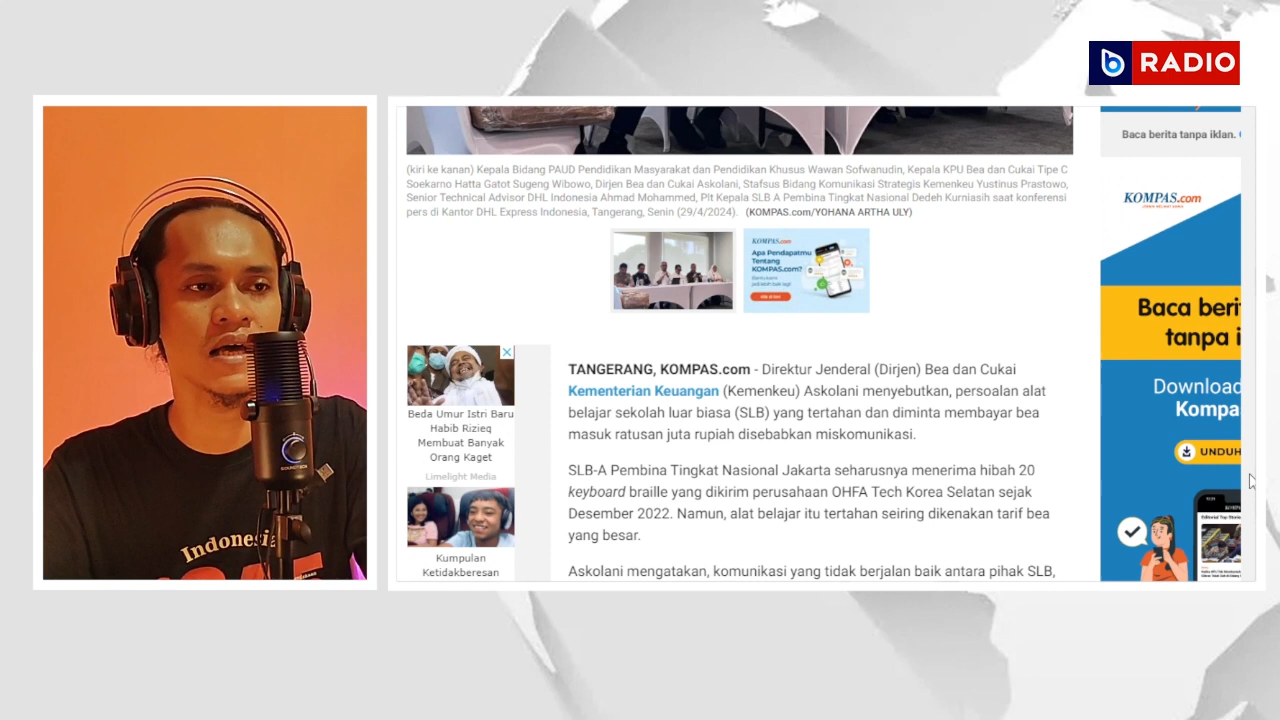 b RADIO
Baca berita tanpa iklan.
(kiri ke kanan) Kepala Bidang PAUD Pendidikan Masyarakat dan Pendidikan Khusus Wawan Sofwanudin, Kepala KPU Bea dan Cukai Tipe C
Soekarno Hatta Gatot Sugeng Wibowo, Dirjen Bea dan Cukai Askolani, Stafsus Bidang Komunikasi Strategis Kemenkeu Yustinus Prastowo,
Senior Technical Advisor DHL Indonesia Ahmad Mohammed, Plt Kepala SLB A Pembina Tingkat Nasional Dedeh Kurniasih saat konferensi
pers di Kantor DHL Express Indonesia, Tangerang, Senin (29/4/2024). (KOMPAS.com/YOHANA ARTHA ULY)
KOMPAS.com
Apa Pendapatmu
Tentang
KOMPAS.com?
TANGERANG, KOMPAS.com - Direktur Jenderal (Dirjen) Bea dan Cukai
Kementerian Keuangan (Kemenkeu) Askolani menyebutkan, persoalan alat
belajar sekolah luar biasa (SLB) yang tertahan dan diminta membayar bea
masuk ratusan juta rupiah disebabkan miskomunikasi.
SLB-A Pembina Tingkat Nasional Jakarta seharusnya menerima hibah 20
keyboard braille yang dikirim perusahaan OHFA Tech Korea Selatan sejak
Desember 2022. Namun, alat belajar itu tertahan seiring dikenakan tarif bea
yang besar.
Askolani mengatakan, komunikasi yang tidak berjalan baik antara pihak SLB,
Beda Umur Istri Baru
Habib Rizieq
Membuat Banyak
Orang Kaget
Limelight Media
Kumpulan
Ketidakberesan
KOMPAS.com
Baca beri
tanpa i
Download
Kompa
UNDUH
Indonesia
SOUNDTECH